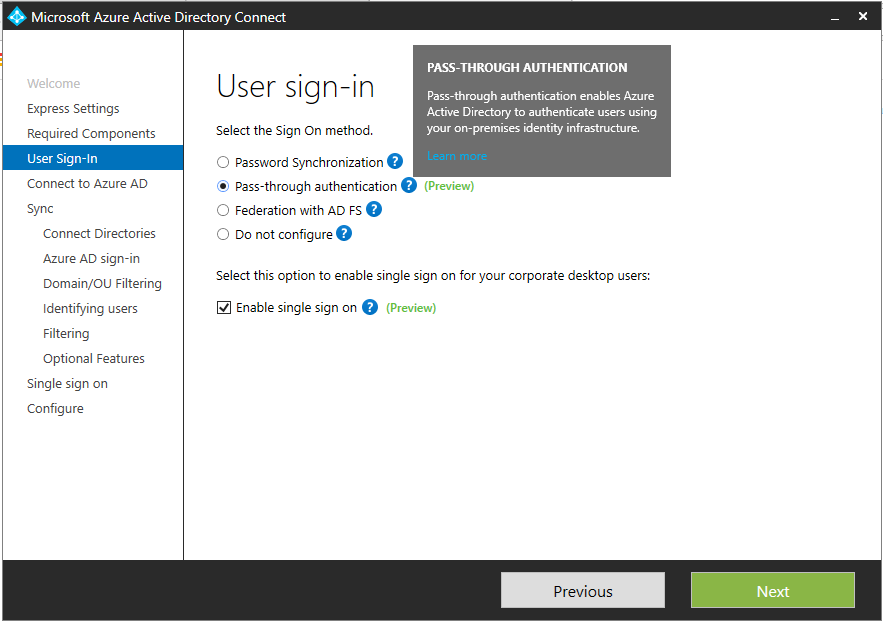 Microsoft Azure Active Directory Connect
Welcome
Express Settings
Required Components
User Sign-In
Connect to Azure AD
Sync
Connect Directories
Azure AD sign-in
Domain/OU Filtering
Identifying users
Filtering
Optional Features
Single sign on
Configure
User sign-in
Select the Sign On method.
Password Synchronization ?
Pass-through authentication ? (Preview)
Federation with AD FS ?
Do not configure ?
PASS-THROUGH AUTHENTICATION
Pass-through authentication enables Azure
Active Directory to authenticate users using
your on-premises identity infrastructure.
Learn more
Select this option to enable single sign on for your corporate desktop users:
Enable single sign on ? (Preview)
Previous
Next